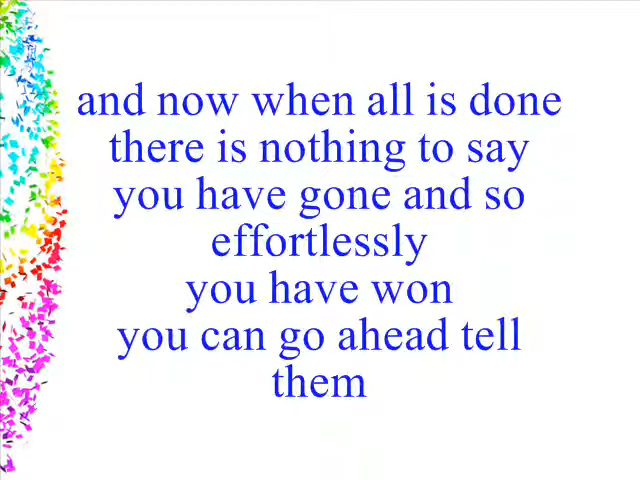 and now when all is done
there is nothing to say
you have gone and so
effortlessly
you have won
you can go ahead tell
them